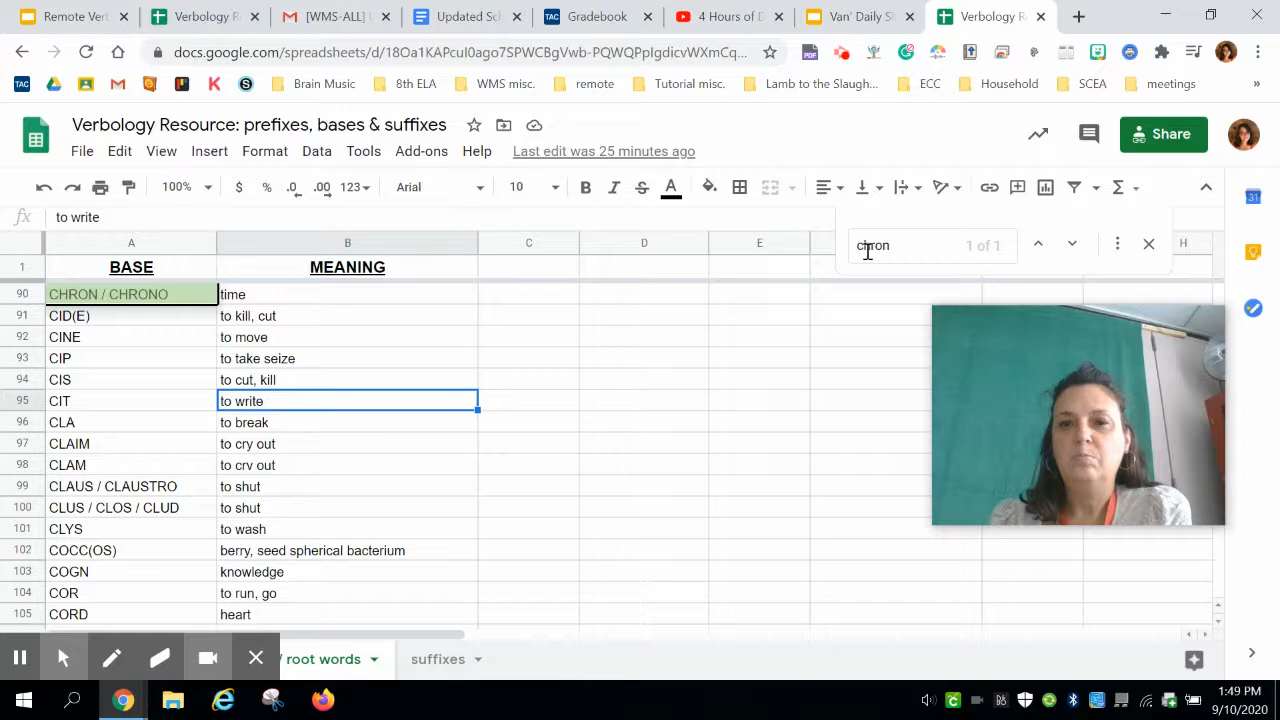 Remote Ver
Verbology R
[WMS-ALL] U
Updated S
TAC Gradebook
4 Hours of D
Van' Daily Sl
Verbology R
docs.google.com/spreadsheets/d/18Oa1KAPcuI0ago7SPWCBgVwb-PQWQPpIgdicvWXmCq...
TAC
Brain Music
8th ELA
WMS misc.
remote
Tutorial misc.
Lamb to the Slaugh...
ECC
Household
SCEA
meetings
Verbology Resource: prefixes, bases & suffixes
Share
File Edit View Insert Format Data Tools Add-ons Help Last edit was 25 minutes ago
100% $ % .0 .00 123 Arial 10 B I S A
fx to write
chron 1 of 1
A B C D E H
1 BASE MEANING
90 CHRON / CHRONO time
91 CID(E) to kill, cut
92 CINE to move
93 CIP to take seize
94 CIS to cut, kill
95 CIT to write
96 CLA to break
97 CLAIM to cry out
98 CLAM to cry out
99 CLAUS / CLAUSTRO to shut
100 CLUS / CLOS / CLUD to shut
101 CLYS to wash
102 COCC(OS) berry, seed spherical bacterium
103 COGN knowledge
104 COR to run, go
105 CORD heart
/ root words suffixes
1:49 PM
9/10/2020